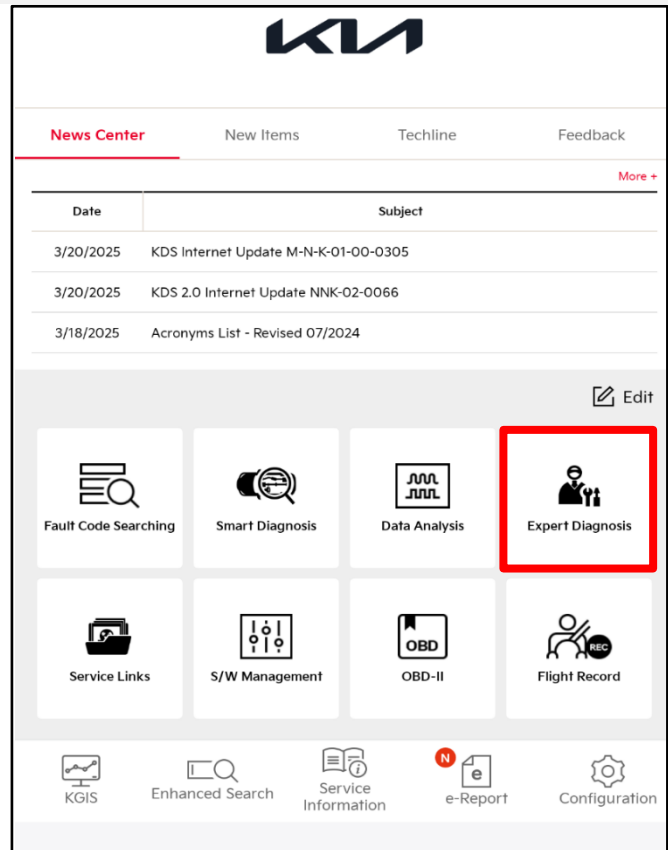 KIA
News Center New Items Techline Feedback
More +
Date Subject
3/20/2025 KDS Internet Update M-N-K-01-00-0305
3/20/2025 KDS 2.0 Internet Update NNK-02-0066
3/18/2025 Acronyms List - Revised 07/2024
Edit
Fault Code Searching Smart Diagnosis Data Analysis Expert Diagnosis
OBD REC
Service Links S/W Management OBD-II Flight Record
N
e
KGIS Enhanced Search Service Information e-Report Configuration